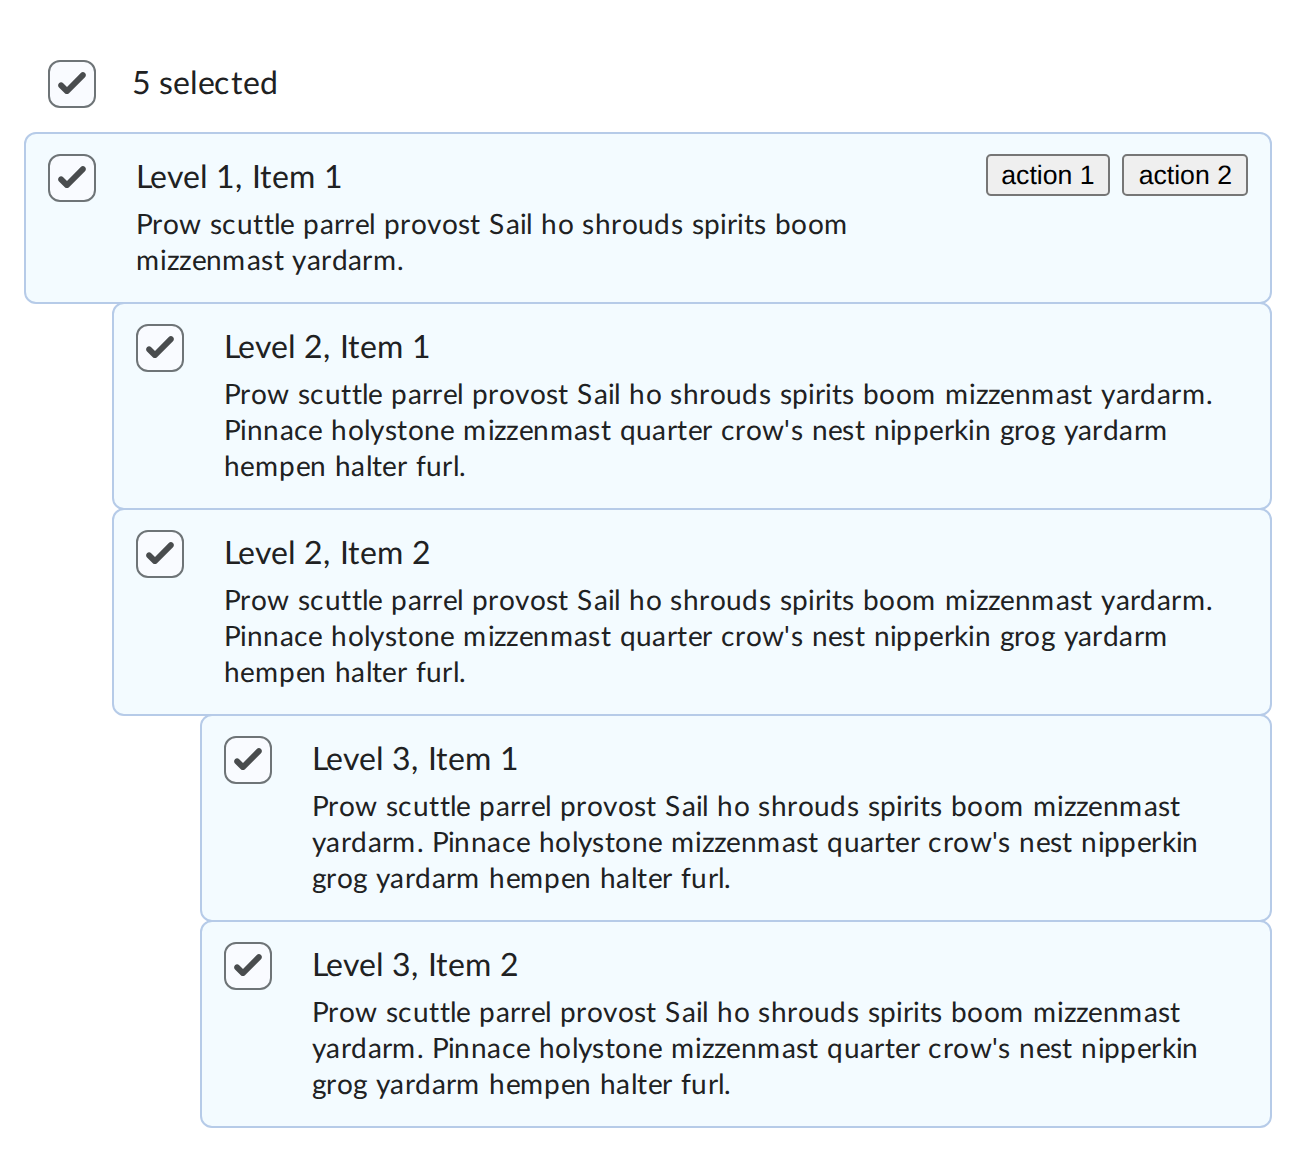 5 selected
Level 1, Item 1
action 1
action 2
Prow scuttle parrel provost Sail ho shrouds spirits boom
mizzenmast yardarm.
Level 2, Item 1
Prow scuttle parrel provost Sail ho shrouds spirits boom mizzenmast yardarm.
Pinnace holystone mizzenmast quarter crow's nest nipperkin grog yardarm
hempen halter furl.
Level 2, Item 2
Prow scuttle parrel provost Sail ho shrouds spirits boom mizzenmast yardarm.
Pinnace holystone mizzenmast quarter crow's nest nipperkin grog yardarm
hempen halter furl.
Level 3, Item 1
Prow scuttle parrel provost Sail ho shrouds spirits boom mizzenmast
yardarm. Pinnace holystone mizzenmast quarter crow's nest nipperkin
grog yardarm hempen halter furl.
Level 3, Item 2
Prow scuttle parrel provost Sail ho shrouds spirits boom mizzenmast
yardarm. Pinnace holystone mizzenmast quarter crow's nest nipperkin
grog yardarm hempen halter furl.